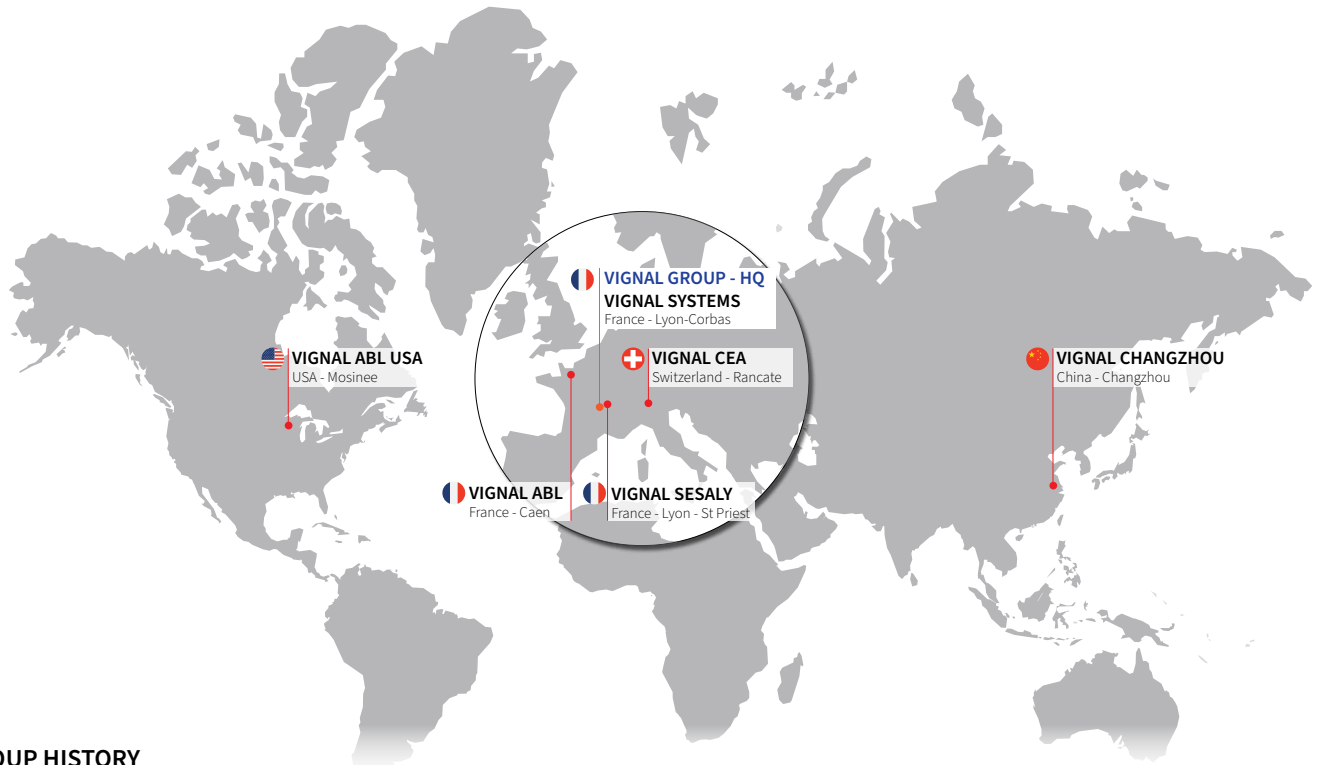 VIGNAL GROUP - HQ
VIGNAL SYSTEMS
France - Lyon-Corbas
VIGNAL ABL USA
USA - Mosinee
VIGNAL CEA
Switzerland - Rancate
VIGNAL CHANGZHOU
China - Changzhou
VIGNAL ABL
France - Caen
VIGNAL SESALY
France - Lyon - St Priest
OUP HISTORY